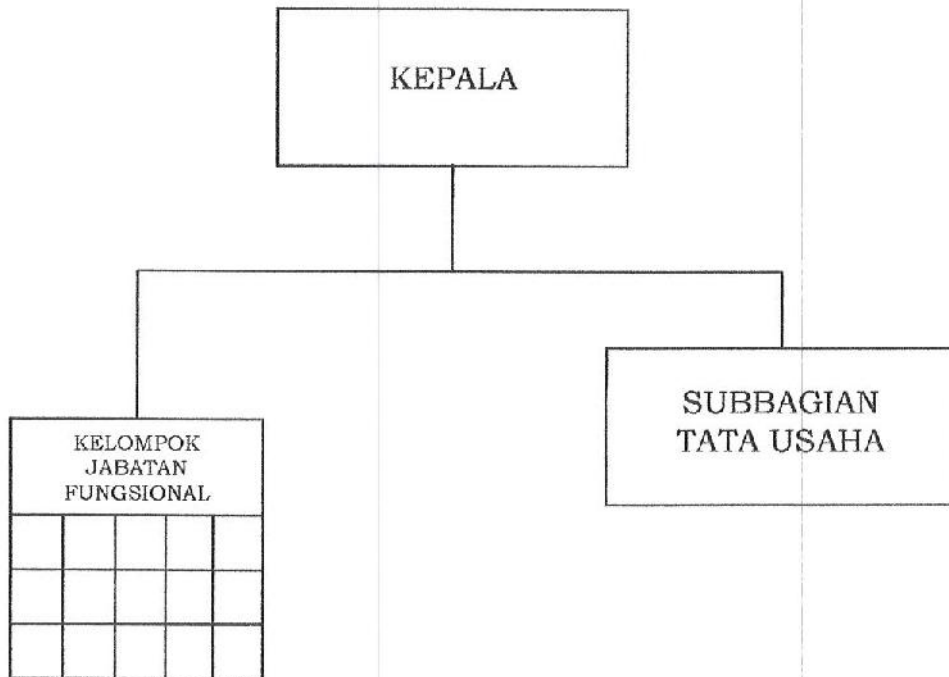 KEPALA
SUBBAGIAN
TATA USAHA
KELOMPOK
JABATAN
FUNGSIONAL